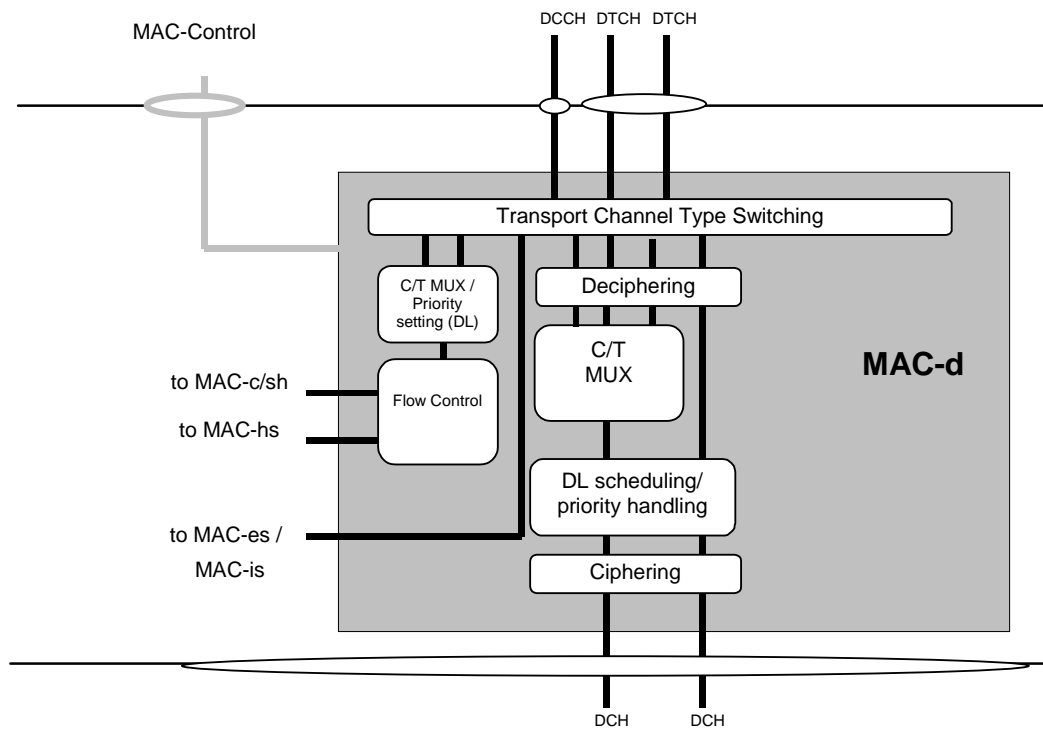 DCCH DTCH DTCH
MAC-Control
Transport Channel Type Switching
C/T MUX /
Priority
setting (DL)
Deciphering
C/T
MUX
MAC-d
to MAC-c/sh
Flow Control
to MAC-hs
DL scheduling/
priority handling
to MAC-es /
MAC-is
Ciphering
DCH DCH